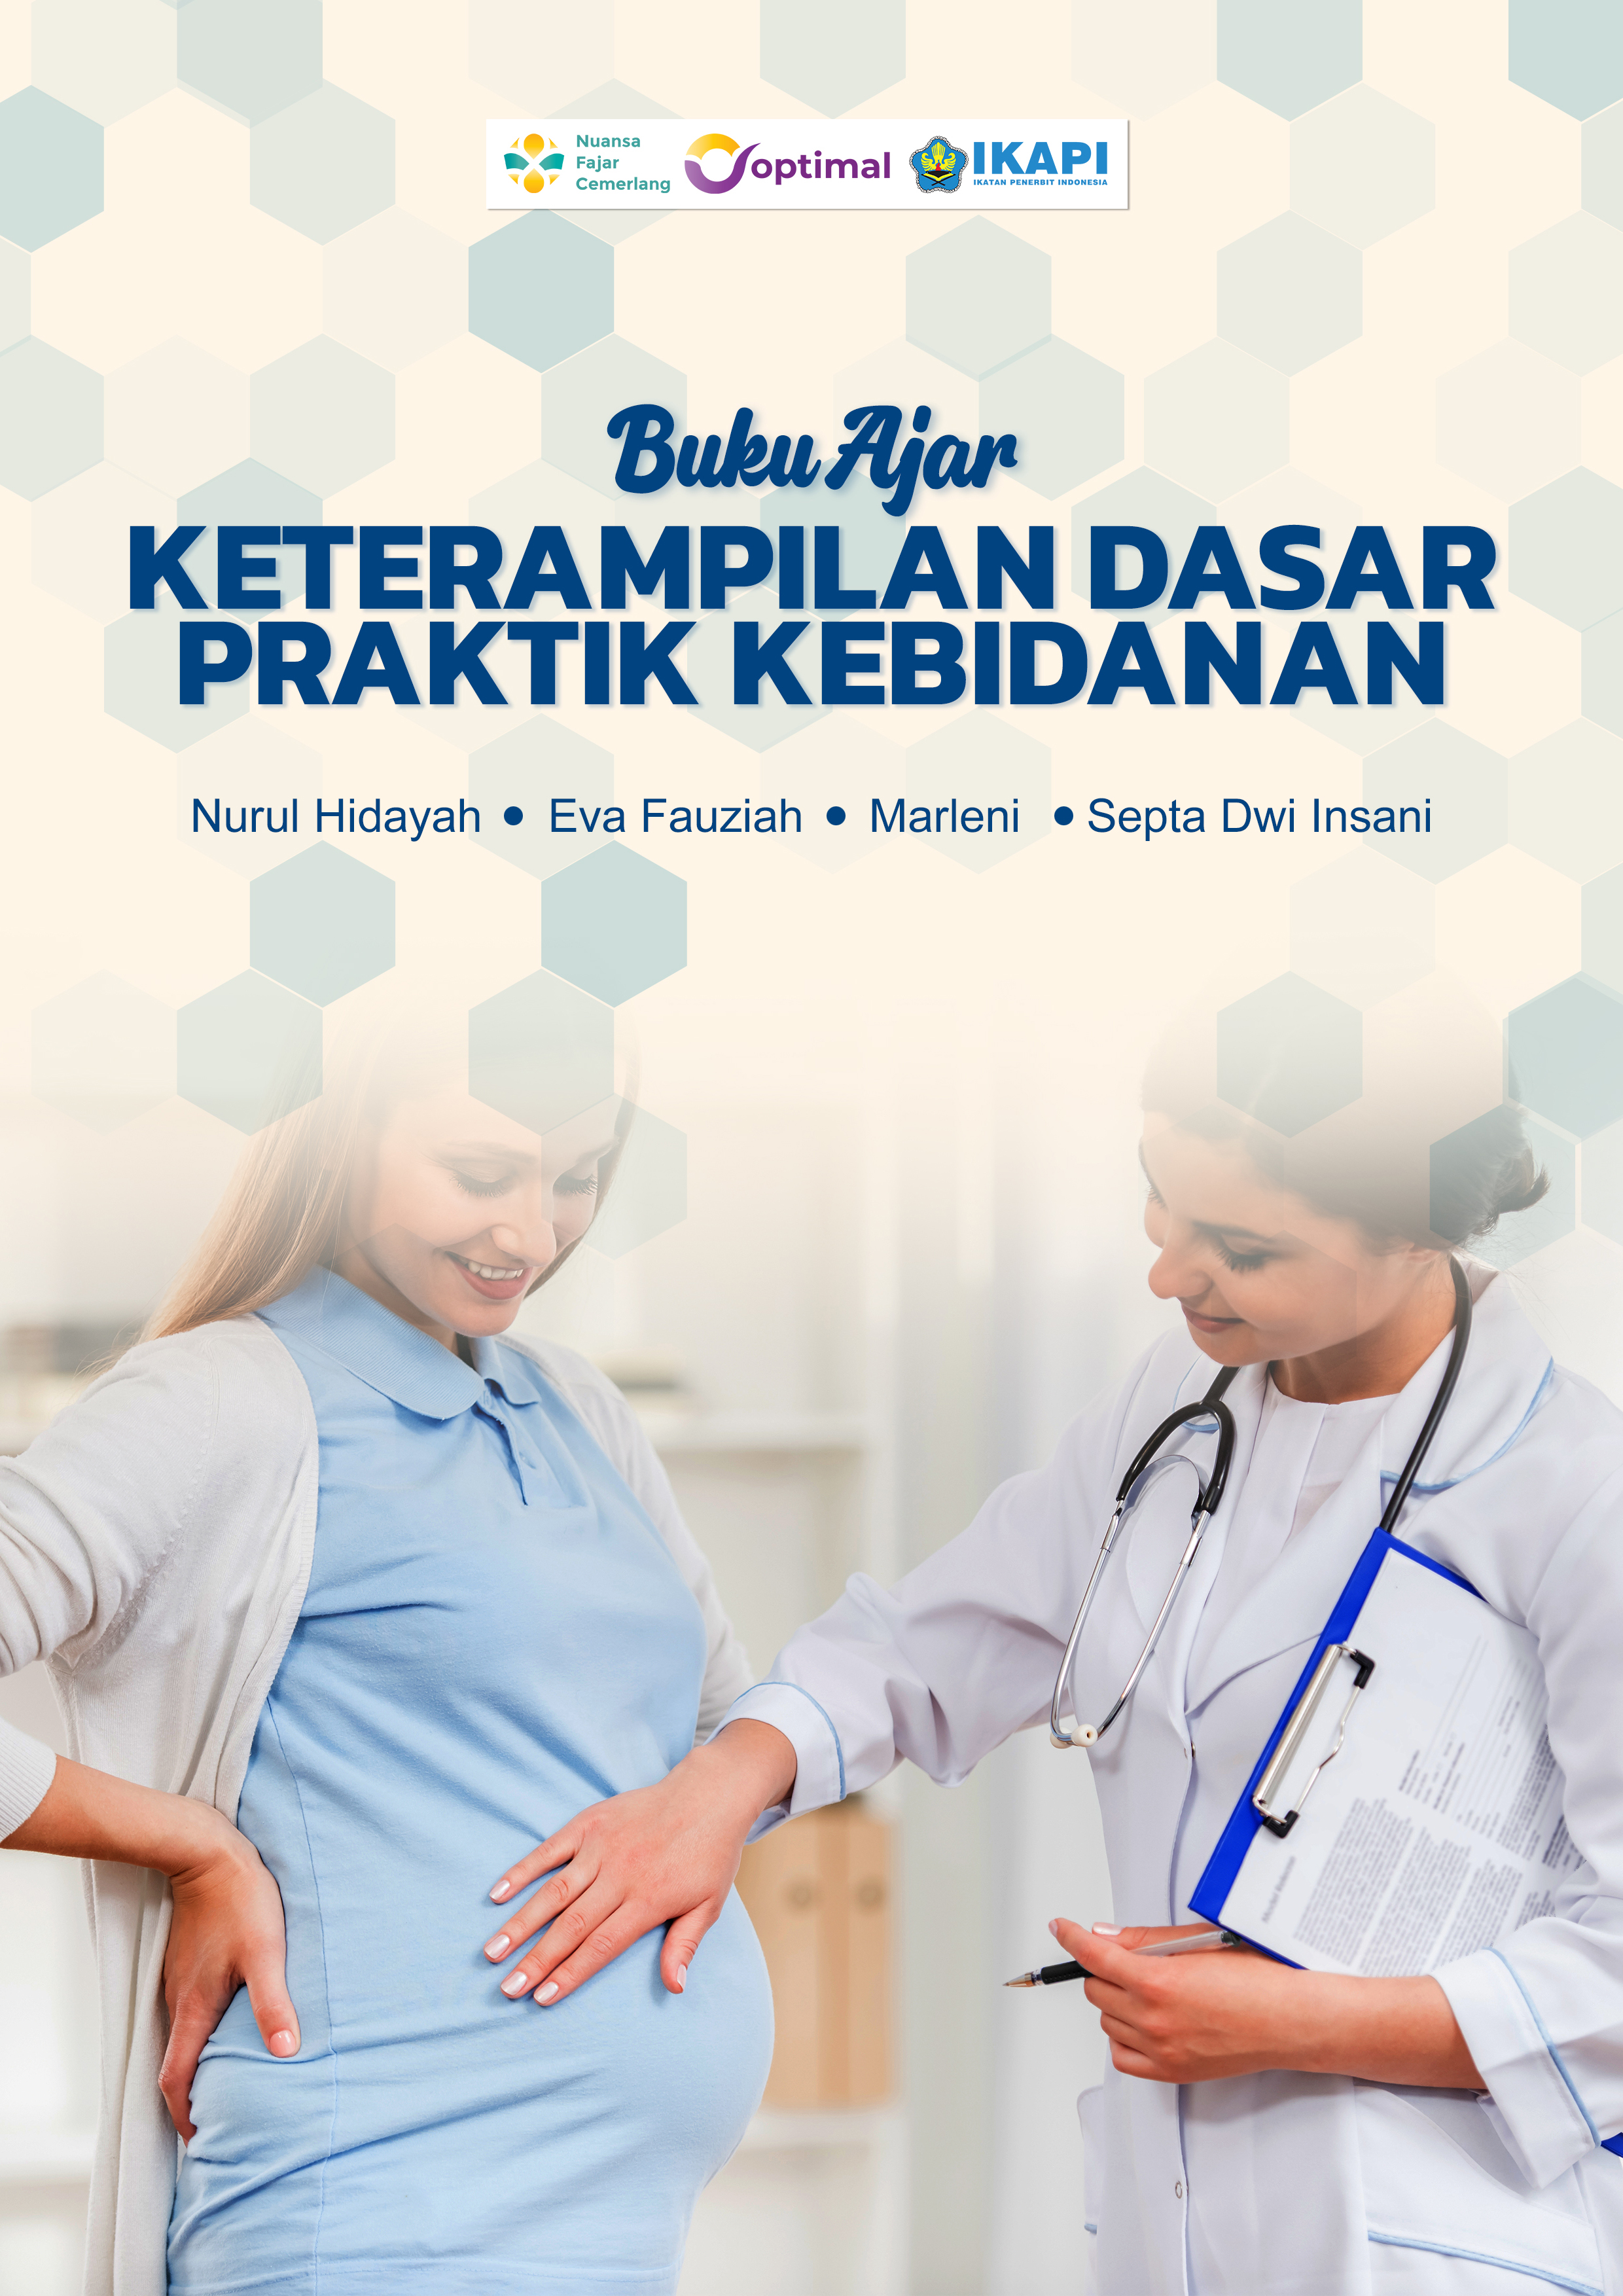 Nuansa
Fajar
Cemerlang
optimal
IKAPI
IKATAN PENERBIT INDONESIA
Buku Ajar
KETERAMPILAN DASAR
PRAKTIK KEBIDANAN
Nurul Hidayah • Eva Fauziah • Marleni • Septa Dwi Insani